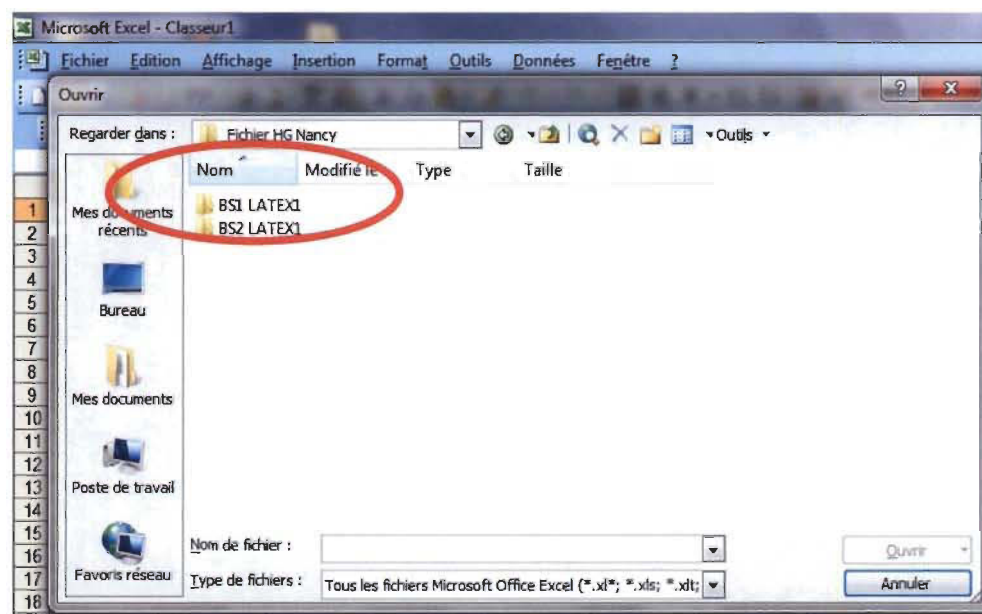 Microsoft Excel - Classeur1
Fichier Edition Affichage Insertion Format Outils Données Fenêtre ?
Ouvrir
Regarder dans : Fichier HG Nancy Outils
Nom Modifié le Type Taille
BS1 LATEX1
BS2 LATEX1
Mes documents récents
Bureau
Mes documents
Poste de travail
Favoris réseau
Nom de fichier : Ouvrir
Type de fichiers : Tous les fichiers Microsoft Office Excel (*.xl*; *.xls; *.xlt; Annuler
1
2
3
4
5
6
7
8
9
10
11
12
13
14
15
16
17
18